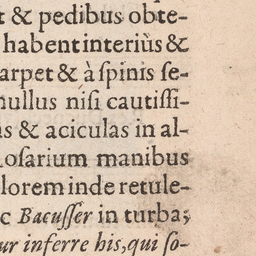 t & pedibus obte-
habent interiùs &
arpet & à ſpinis ſe-
nullus niſi cautiſſi-
s & aciculas in al-
oſarium manibus
lorem inde retule-
c Bacuſſer in turba;
ur inferre his, qui ſo-